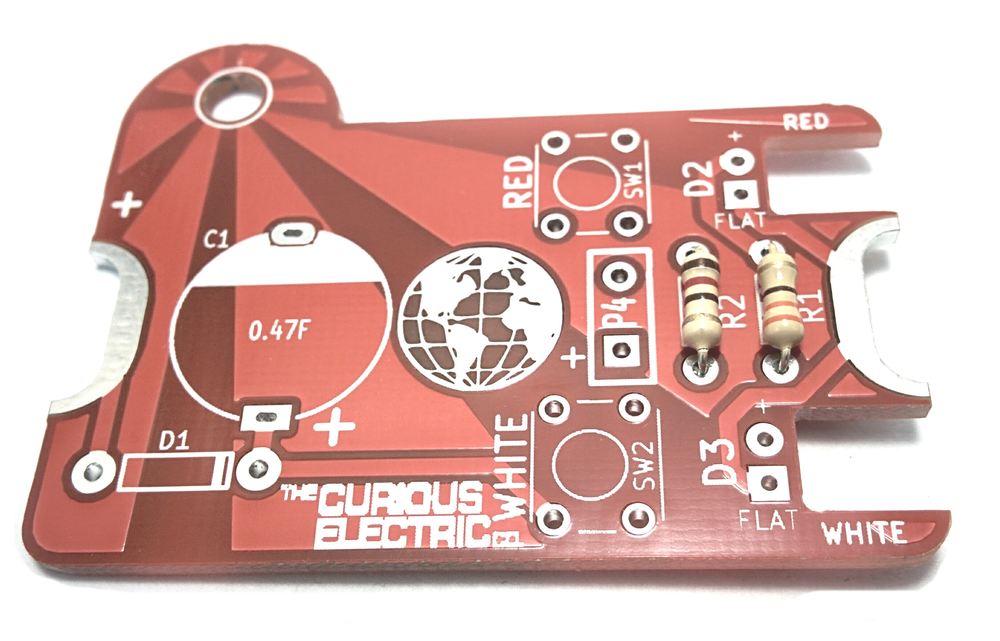 RED
+
RED
SW1
D2
FLAT
+
C1
0.47F
P4
+
R2
R1
+
D1
WHITE
SW2
+
D3
FLAT
THE CURIOUS
ELECTRIC Co
WHITE